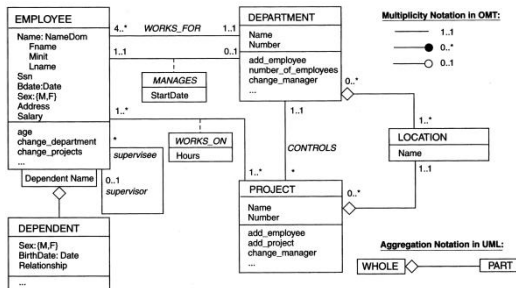 EMPLOYEE
Name: NameDom
Fname
Minit
Lname
Ssn
Bdate:Date
Sex:{M,F}
Address
Salary
age
change_department
change_projects
...
Dependent Name
DEPENDENT
Sex:{M,F}
BirthDate: Date
Relationship
...
4..*
WORKS_FOR
1..1
1..1
0..1
MANAGES
StartDate
1..*
WORKS_ON
Hours
*
supervisee
0..1
supervisor
1..*
DEPARTMENT
Name
Number
add_employee
number_of_employees
change_manager
...
0..*
1..1
CONTROLS
*
PROJECT
Name
Number
add_employee
add_project
change_manager
...
0..*
1..*
LOCATION
Name
1..1
Multiplicity Notation in OMT:
1..1
0..*
0..1
Aggregation Notation in UML:
WHOLE
PART